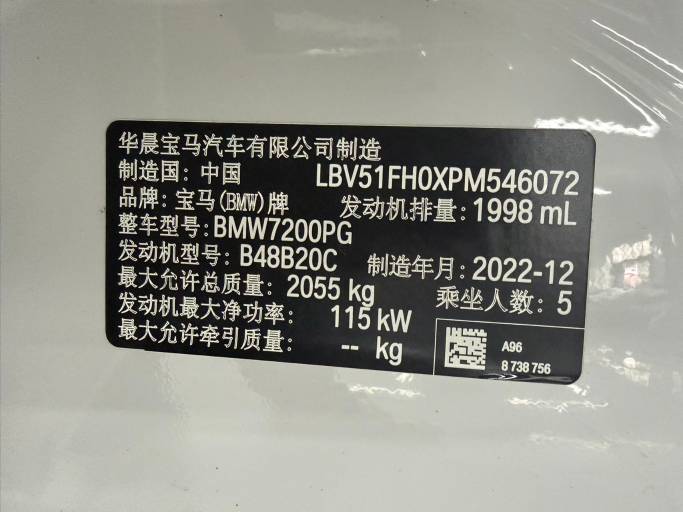 华晨宝马汽车有限公司制造
制造国: 中国 LBV51FH0XPM546072
品牌: 宝马(BMW)牌 发动机排量: 1998 mL
整车型号: BMW7200PG
发动机型号: B48B20C 制造年月: 2022-12
最大允许总质量: 2055 kg 乘坐人数: 5
发动机最大净功率: 115 kW
最大允许牵引质量: -- kg
A96
8 738 756